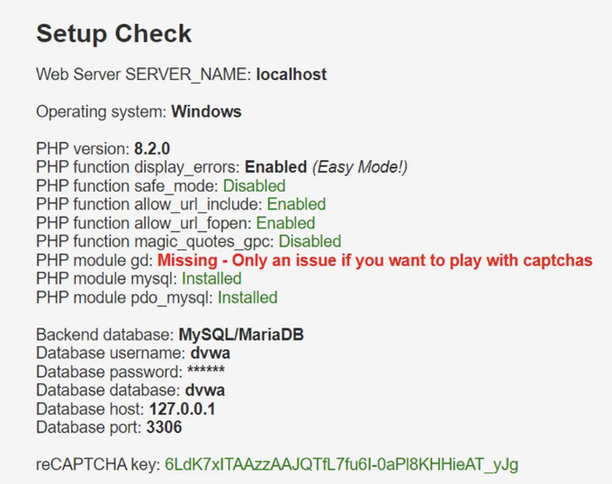 Setup Check
Web Server SERVER_NAME: localhost
Operating system: Windows
PHP version: 8.2.0
PHP function display_errors: Enabled (Easy Mode!)
PHP function safe_mode: Disabled
PHP function allow_url_include: Enabled
PHP function allow_url_fopen: Enabled
PHP function magic_quotes_gpc: Disabled
PHP module gd: Missing - Only an issue if you want to play with captchas
PHP module mysql: Installed
PHP module pdo_mysql: Installed
Backend database: MySQL/MariaDB
Database username: dvwa
Database password: ******
Database database: dvwa
Database host: 127.0.0.1
Database port: 3306
reCAPTCHA key: 6LdK7xITAAzzAAJQTfL7fu6I-0aPl8KHHieAT_yJg